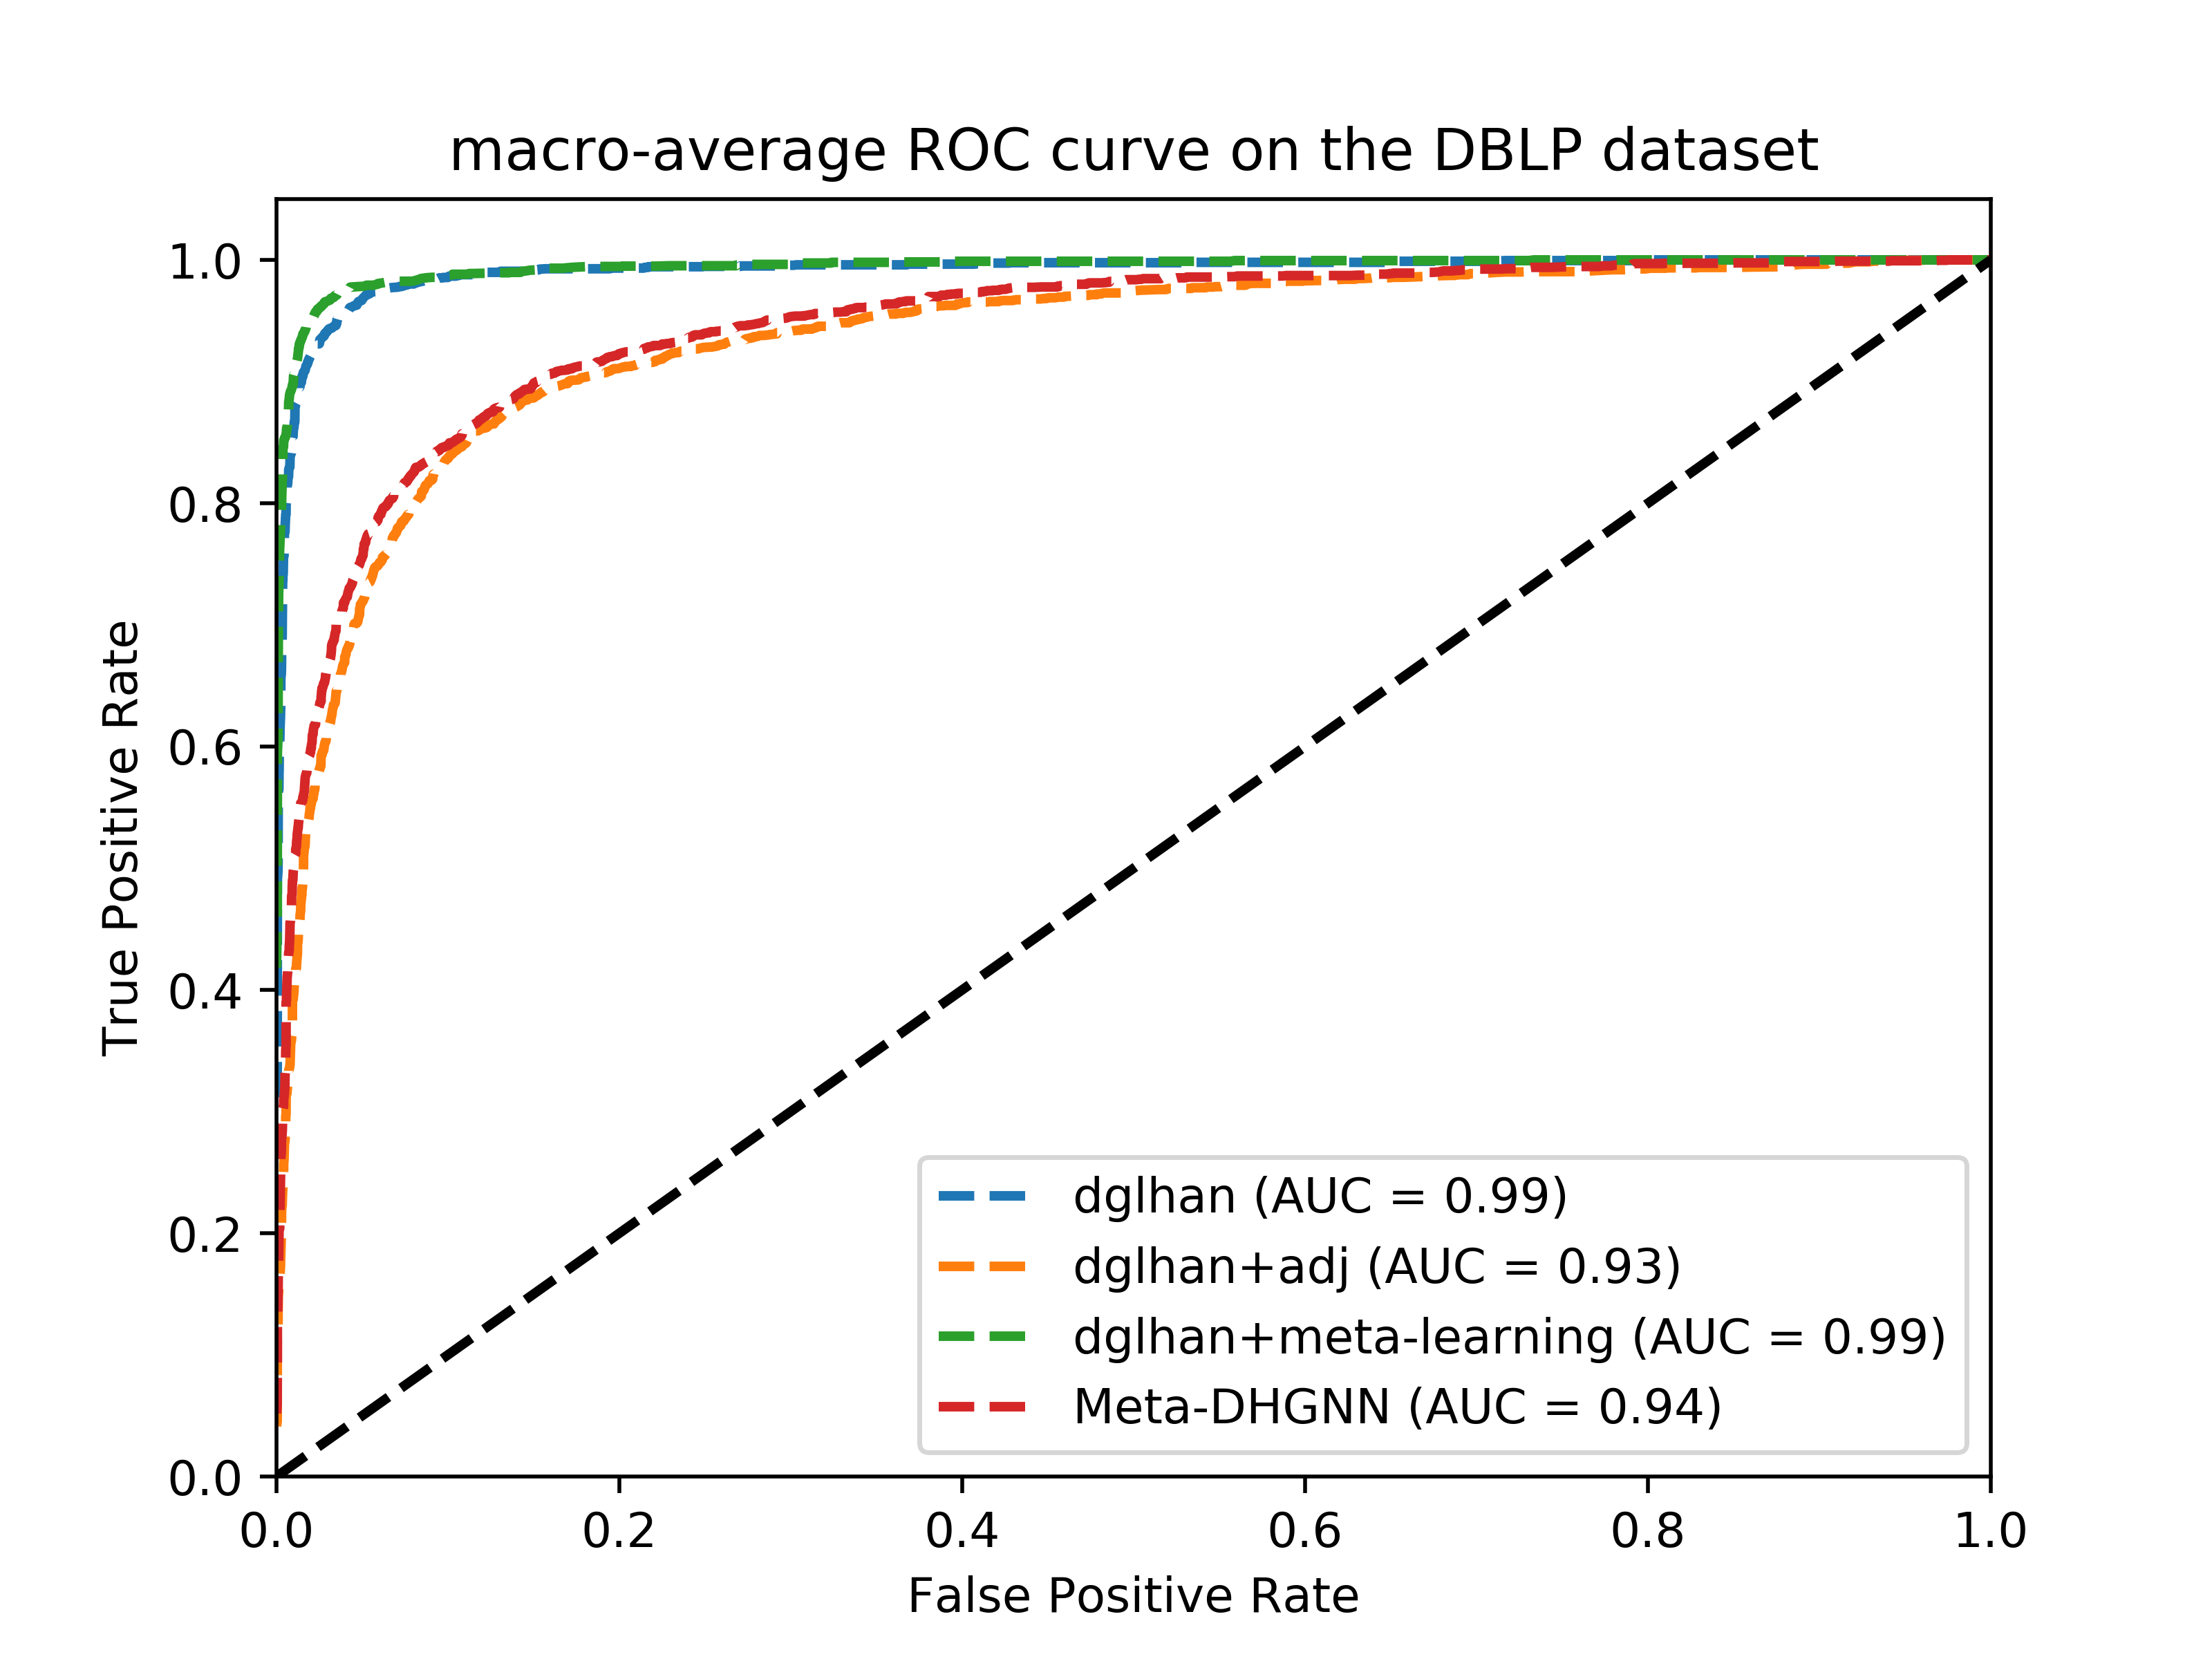 macro-average ROC curve on the DBLP dataset
1.0
0.8
0.6
0.4
0.2
0.0
True Positive Rate
dglhan (AUC = 0.99)
dglhan+adj (AUC = 0.93)
dglhan+meta-learning (AUC = 0.99)
Meta-DHGNN (AUC = 0.94)
0.0 0.2 0.4 0.6 0.8 1.0
False Positive Rate